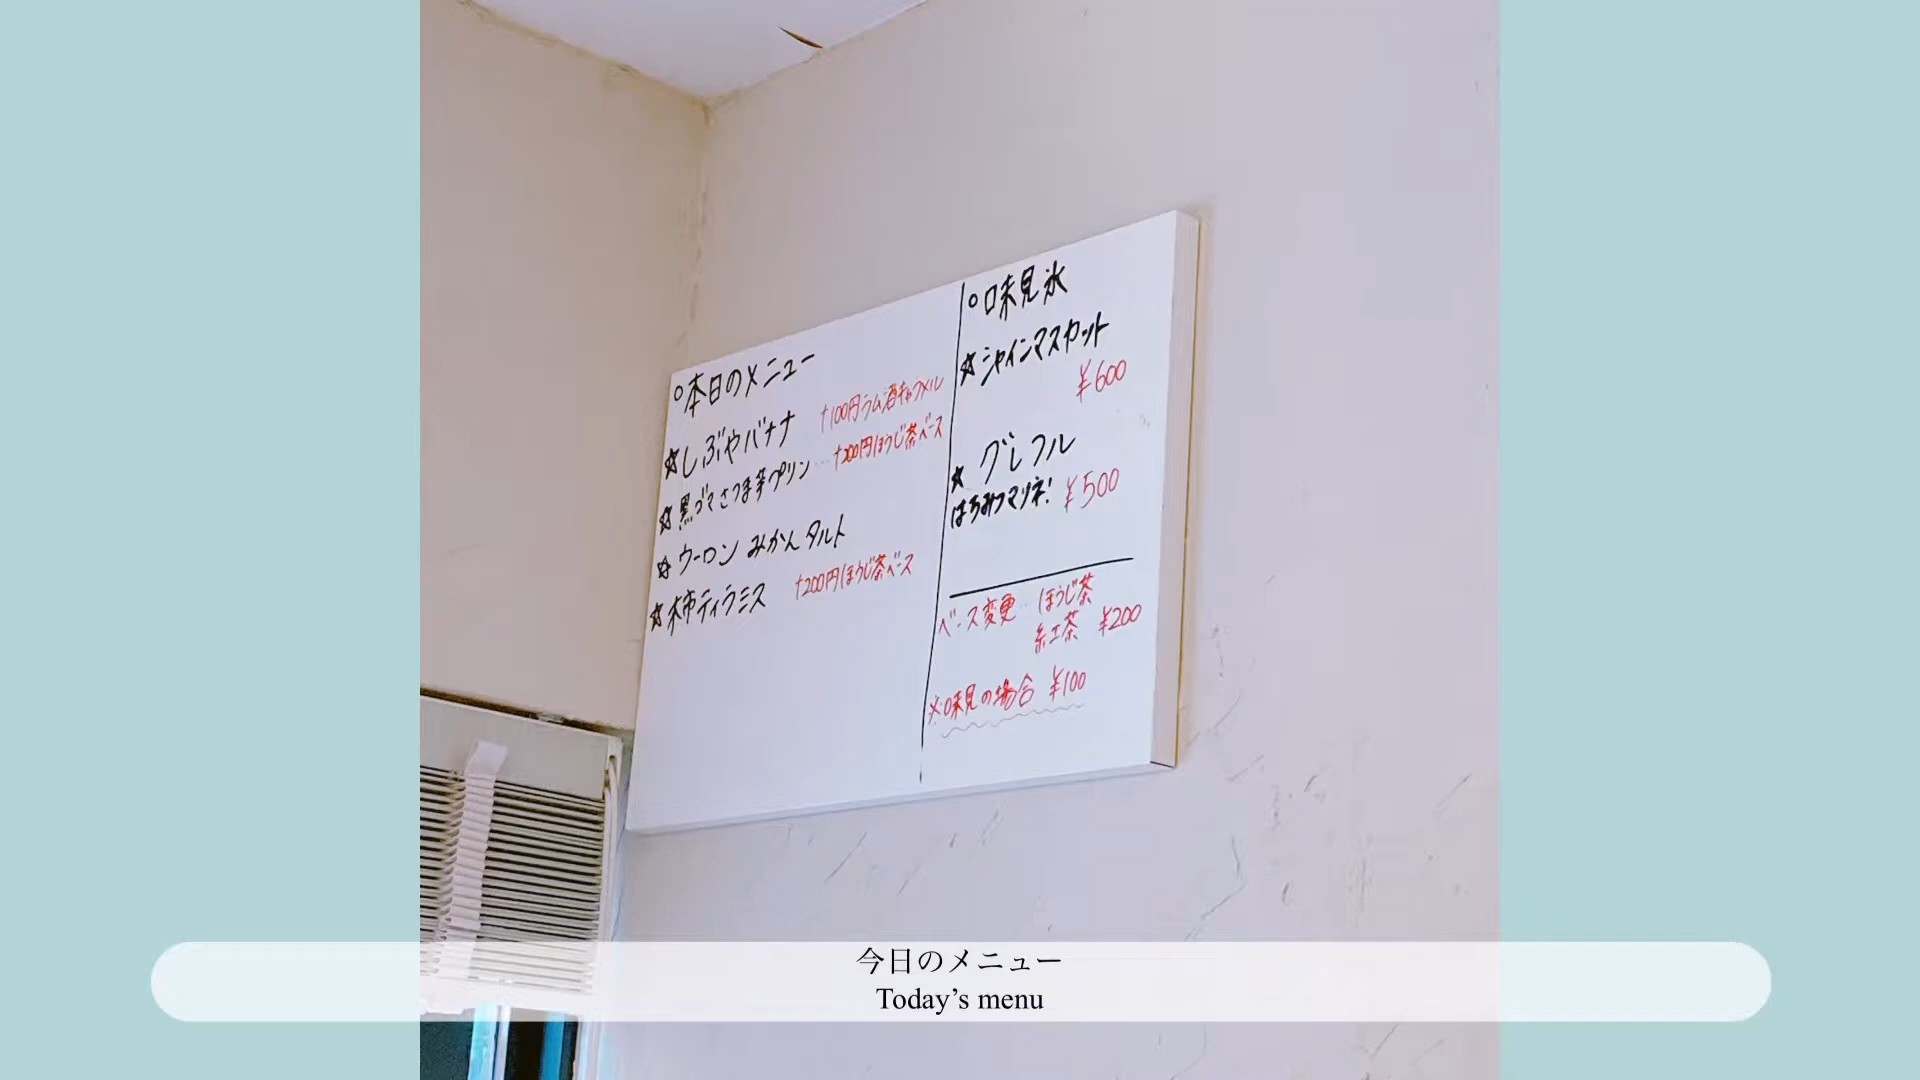 ○本日のメニュー
☆しぶやバナナ +100円ラム酒キャラメル
☆黒ゴマさつま芋プリン…+200円ほうじ茶ベース
☆ウーロン みかんタルト
☆柿ティラミス +200円ほうじ茶ベース
○味見氷
☆シャインマスカット
¥600
☆グレフル
はちみつマリネ! ¥500
ベース変更…ほうじ茶
紅茶 ¥200
※味見の場合 ¥100
今日のメニュー
Today’s menu